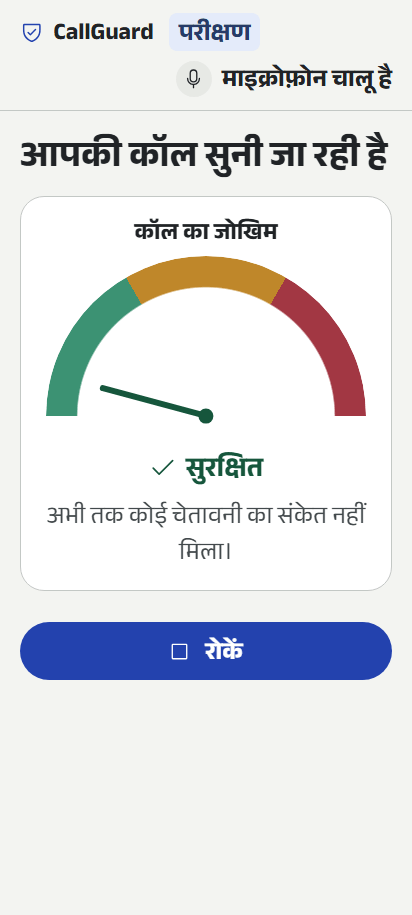 CallGuard परीक्षण
माइक्रोफ़ोन चालू है
आपकी कॉल सुनी जा रही है
कॉल का जोखिम
सुरक्षित
अभी तक कोई चेतावनी का संकेत नहीं
मिला।
रोकें